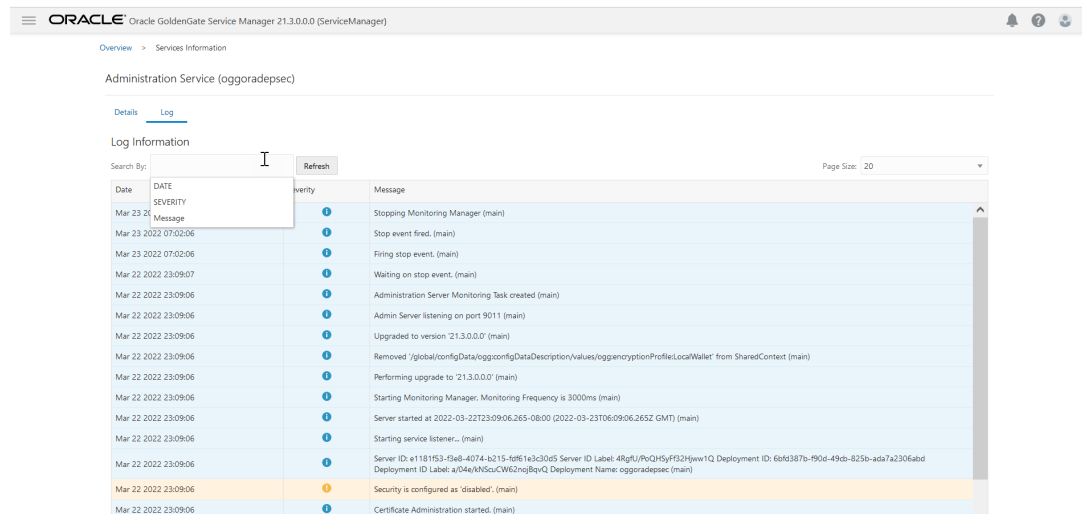 ORACLE Oracle GoldenGate Service Manager 21.3.0.0.0 (ServiceManager)
Overview > Services Information
Administration Service (oggoradepsec)
Details Log
Log Information
Search By: Refresh Page Size: 20
DATE
SEVERITY
Message
Date everity Message
Mar 23 20 Stopping Monitoring Manager (main)
Mar 23 2022 07:02:06 Stop event fired. (main)
Mar 23 2022 07:02:06 Firing stop event. (main)
Mar 22 2022 23:09:07 Waiting on stop event. (main)
Mar 22 2022 23:09:06 Administration Server Monitoring Task created (main)
Mar 22 2022 23:09:06 Admin Server listening on port 9011 (main)
Mar 22 2022 23:09:06 Upgraded to version '21.3.0.0.0' (main)
Mar 22 2022 23:09:06 Removed '/global/configData/ogg:configDataDescription/values/ogg:encryptionProfile:LocalWallet' from SharedContext (main)
Mar 22 2022 23:09:06 Performing upgrade to '21.3.0.0.0' (main)
Mar 22 2022 23:09:06 Starting Monitoring Manager, Monitoring Frequency is 3000ms (main)
Mar 22 2022 23:09:06 Server started at 2022-03-22T23:09:06.265-08:00 (2022-03-23T06:09:06.265Z GMT) (main)
Mar 22 2022 23:09:06 Starting service listener... (main)
Mar 22 2022 23:09:06 Server ID: e1181f53-f3e8-4074-b215-fdf61e3c30d5 Server ID Label: 4RgfU/PoQHSyFf32Hjww1Q Deployment ID: 6bfd387b-f90d-49cb-825b-ada7a2306abd
Deployment ID Label: a/04e/kNScuCW62nojBqvQ Deployment Name: oggoradepsec (main)
Mar 22 2022 23:09:06 Security is configured as 'disabled'. (main)
Mar 22 2022 23:09:06 Certificate Administration started. (main)